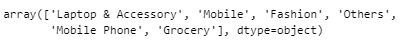 array(['Laptop & Accessory', 'Mobile', 'Fashion', 'Others',
'Mobile Phone', 'Grocery'], dtype=object)